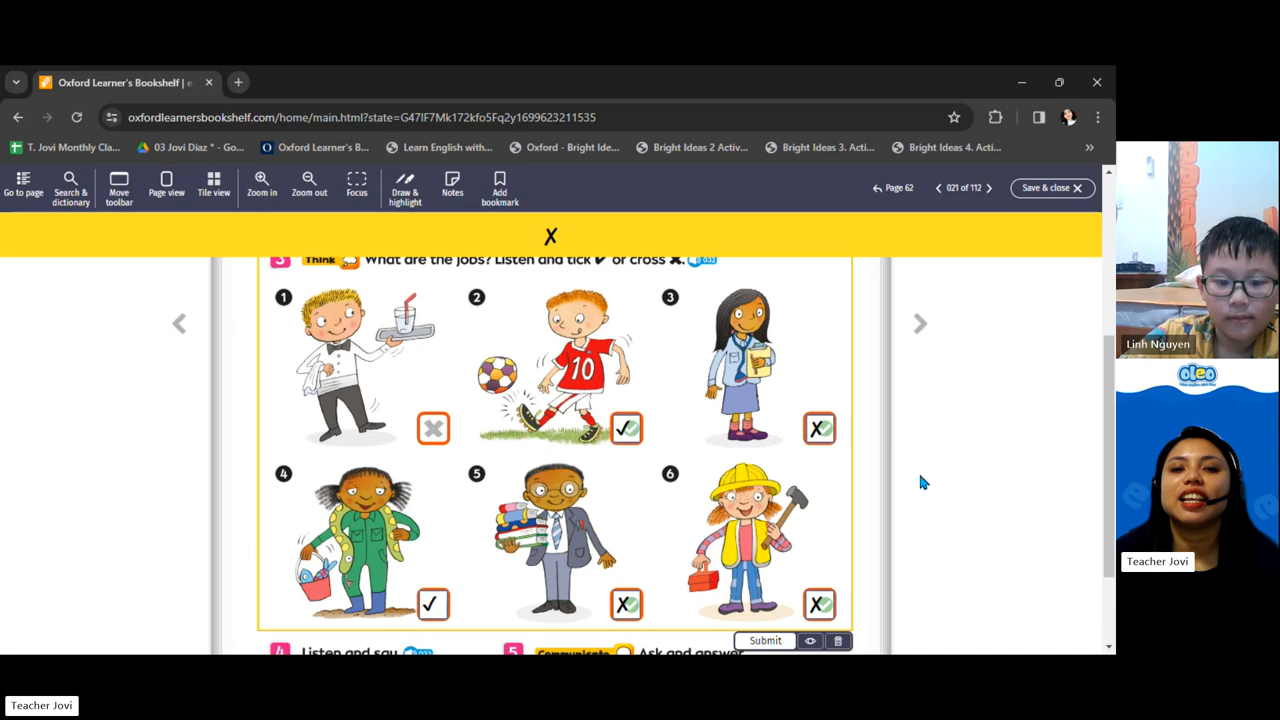 Oxford Learner's Bookshelf | e
oxfordlearnersbookshelf.com/home/main.html?state=G47IF7Mk172kfo5Fq2y1699623211535
T. Jovi Monthly Cla...
03 Jovi Diaz * - Go...
Oxford Learner's B...
Learn English with...
Oxford - Bright Ide...
Bright Ideas 2 Activ...
Bright Ideas 3. Acti...
Bright Ideas 4. Acti...
Go to page
Search & dictionary
Move toolbar
Page view
Tile view
Zoom in
Zoom out
Focus
Draw & highlight
Notes
Add bookmark
Page 62
021 of 112
Save & close X
X
3 Think What are the jobs? Listen and tick ✔ or cross ✖. 032
1
2
3
10
4
5
6
Submit
4 Listen and say 033
5 Communicate Ask and answer
Linh Nguyen
oleo
Teacher Jovi
Teacher Jovi